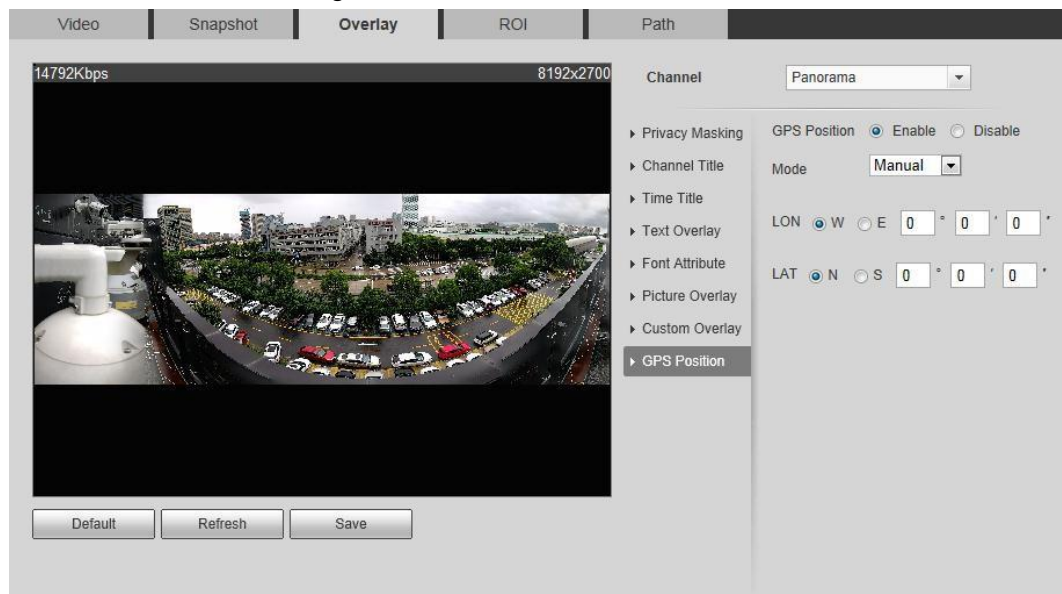 Video Snapshot Overlay ROI Path
14792Kbps 8192x2700
Channel Panorama
Privacy Masking
Channel Title
Time Title
Text Overlay
Font Attribute
Picture Overlay
Custom Overlay
GPS Position
GPS Position Enable Disable
Mode Manual
LON W E 0 ° 0 ' 0 "
LAT N S 0 ° 0 ' 0 "
Default Refresh Save